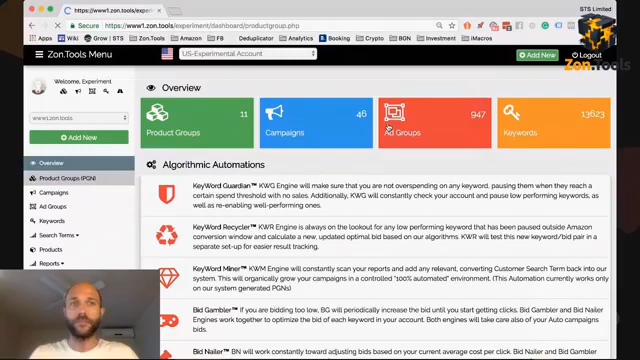 https://www1.zon.tools/experi
STS Limited
Secure
https://www1.zon.tools/experiment/dashboard/productgroup.php
Apps
Gmail
Quora
WF
STS
Amazon
FB
Deduplicator
Analytics
Booking
Crypto
BGN
Investment
iMacros
Zon.Tools Menu
US-Experimental Account
Add New
Logout
Zon.Tools
Welcome, Experiment
www.zon.tools
Add New
Overview
Product Groups (PGN)
Campaigns
Ad Groups
Keywords
Search Terms
Products
Reports
Overview
11
Product Groups
46
Campaigns
947
Ad Groups
13623
Keywords
Algorithmic Automations
KeyWord Guardian™ KWG Engine will make sure that you are not overspending on any keyword, pausing them when they reach a
certain spend threshold with no sales. Additionally, KWG will constantly check your account and pause low performing keywords, as
well as re-enabling well-performing ones.
KeyWord Recycler™ KWR Engine is always on the lookout for any low performing keyword that has been paused outside Amazon
conversion window and calculate a new, updated optimal bid based on our algorithms. KWR will test this new keyword/bid pair in a
separate set-up for easier result tracking.
KeyWord Miner™ KWM Engine will constantly scan your reports and add any relevant, converting Customer Search Term back into our
system. This will organically grow your campaigns in a controlled "100% automated" environment. (This Automation currently works only
on our system generated PGNs)
Bid Gambler™ If you are bidding too low, BG will periodically increase the bid until you start getting clicks. Bid Gambler and Bid Nailer
Engines work together to optimize the bid of each keyword in your account. Both engines will take care also of your Auto campaigns
bids.
Bid Nailer™ BN will work constantly toward adjusting bids based on your current average cost per click. Bid Gambler and Bid Nailer